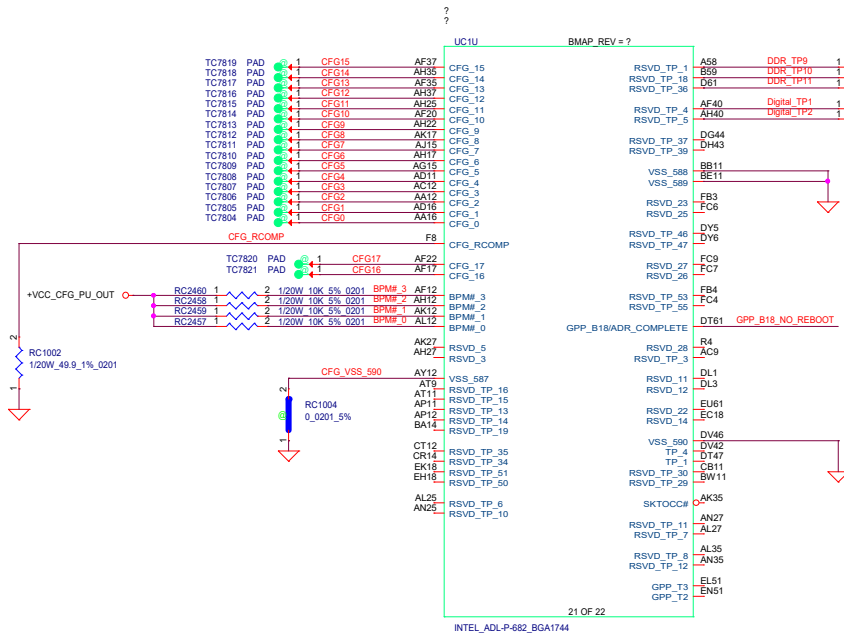 ?
?
UC1U BMAP_REV = ?
TC7819 PAD @ 1 CFG15 AF37 CFG_15 RSVD_TP_1 A58 DDR_TP9 1
TC7818 PAD @ 1 CFG14 AH35 CFG_14 RSVD_TP_18 B59 DDR_TP10 1
TC7817 PAD @ 1 CFG13 AF35 CFG_13 RSVD_TP_36 D61 DDR_TP11 1
TC7816 PAD @ 1 CFG12 AH37 CFG_12
TC7815 PAD @ 1 CFG11 AH25 CFG_11 RSVD_TP_4 AF40 Digital_TP1 1
TC7814 PAD @ 1 CFG10 AF20 CFG_10 RSVD_TP_5 AH40 Digital_TP2 1
TC7813 PAD @ 1 CFG9 AH22 CFG_9
TC7812 PAD @ 1 CFG8 AK17 CFG_8 RSVD_TP_37 DG44
TC7811 PAD @ 1 CFG7 AJ15 CFG_7 RSVD_TP_39 DH43
TC7810 PAD @ 1 CFG6 AH17 CFG_6
TC7809 PAD @ 1 CFG5 AG15 CFG_5 VSS_588 BB11
TC7808 PAD @ 1 CFG4 AD11 CFG_4 VSS_589 BE11
TC7807 PAD @ 1 CFG3 AC12 CFG_3
TC7806 PAD @ 1 CFG2 AA12 CFG_2 RSVD_23 FB3
TC7805 PAD @ 1 CFG1 AD16 CFG_1 RSVD_25 FC6
TC7804 PAD @ 1 CFG0 AA16 CFG_0
RSVD_TP_46 DY5
CFG_RCOMP F8 CFG_RCOMP RSVD_TP_47 DY6
TC7820 PAD @ 1 CFG17 AF22 CFG_17 RSVD_27 FC9
TC7821 PAD @ 1 CFG16 AF17 CFG_16 RSVD_26 FC7
+VCC_CFG_PU_OUT RC2460 1 2 1/20W_10K_5%_0201 BPM#_3 AF12 BPM#_3 RSVD_TP_53 FB4
RC2458 1 2 1/20W_10K_5%_0201 BPM#_2 AH12 BPM#_2 RSVD_TP_55 FC4
RC2459 1 2 1/20W_10K_5%_0201 BPM#_1 AK12 BPM#_1
RC2457 1 2 1/20W_10K_5%_0201 BPM#_0 AL12 BPM#_0 GPP_B18/ADR_COMPLETE DT61 GPP_B18_NO_REBOOT
2
RC1002
1/20W_49.9_1%_0201
1
AK27 RSVD_5 RSVD_28 R4
AH27 RSVD_3 RSVD_TP_3 AC9
CFG_VSS_590 AY12 VSS_587 RSVD_11 DL1
AT9 RSVD_TP_16 RSVD_12 DL3
2
RC1004
@ 0_0201_5%
1
AT11 RSVD_TP_15
AP11 RSVD_TP_13 RSVD_22 EU61
AP12 RSVD_TP_14 RSVD_14 EC18
BA14 RSVD_TP_19
VSS_590 DV46
CT12 RSVD_TP_35 TP_4 DV42
CR14 RSVD_TP_34 TP_1 DT47
EK18 RSVD_TP_51 RSVD_TP_30 CB11
EH18 RSVD_TP_50 RSVD_TP_29 BW11
AL25 RSVD_TP_6 SKTOCC# AK35
AN25 RSVD_TP_10
RSVD_TP_11 AN27
RSVD_TP_7 AL27
RSVD_TP_8 AL35
RSVD_TP_12 AN35
GPP_T3 EL51
GPP_T2 EN51
21 OF 22
INTEL_ADL-P-682_BGA1744